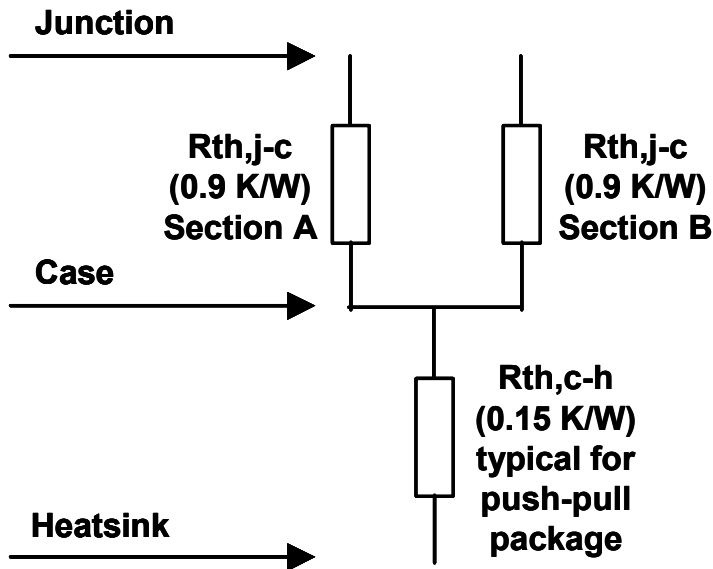 Junction
Rth,j-c
(0.9 K/W)
Section A
Rth,j-c
(0.9 K/W)
Section B
Case
Rth,c-h
(0.15 K/W)
typical for
push-pull
package
Heatsink